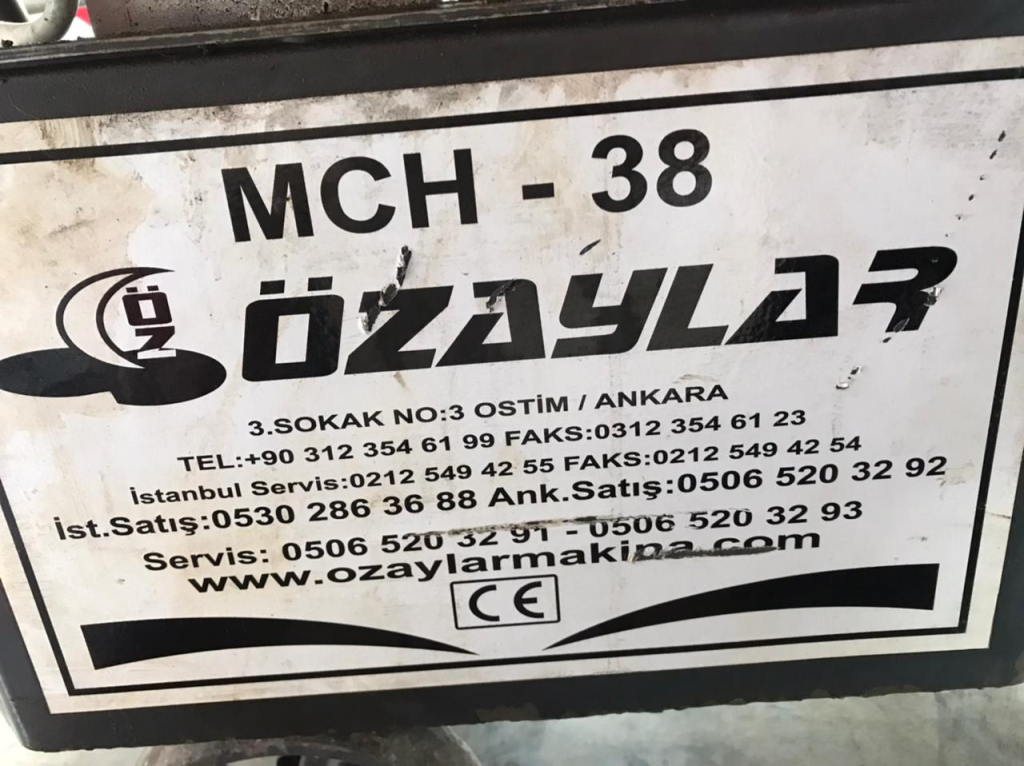 MCH - 38
ÖZ
ÖZAYLAR
3.SOKAK NO:3 OSTİM / ANKARA
TEL:+90 312 354 61 99 FAKS:0312 354 61 23
İstanbul Servis:0212 549 42 55 FAKS:0212 549 42 54
İst.Satış:0530 286 36 88 Ank.Satış:0506 520 32 92
Servis: 0506 520 32 91 - 0506 520 32 93
www.ozaylarmakina.com
CE